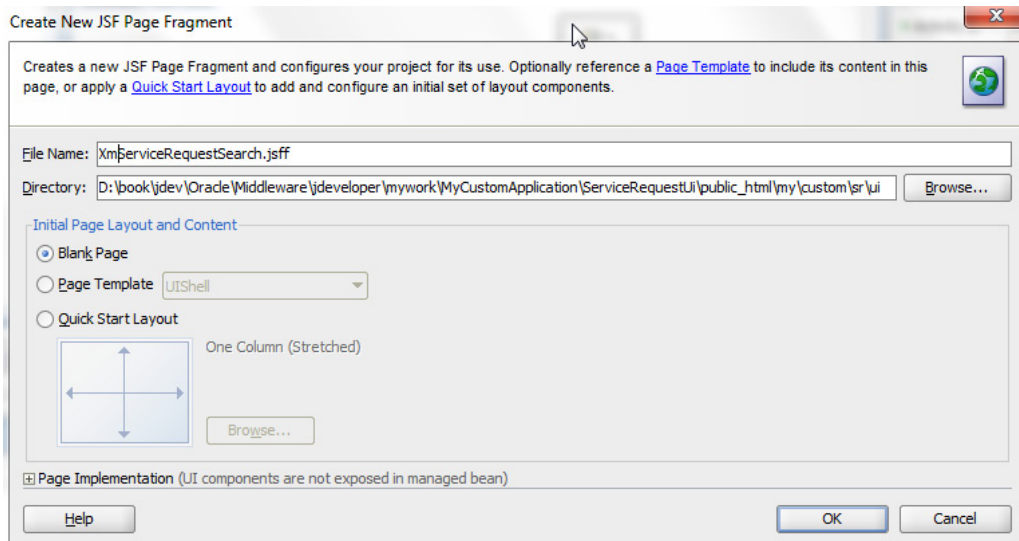 Create New JSF Page Fragment
Creates a new JSF Page Fragment and configures your project for its use. Optionally reference a Page Template to include its content in this
page, or apply a Quick Start Layout to add and configure an initial set of layout components.
File Name: XmServiceRequestSearch.jsff
Directory: D:\book\jdev\Oracle\Middleware\jdeveloper\mywork\MyCustomApplication\ServiceRequestUi\public_html\my\custom\sr\ui Browse...
Initial Page Layout and Content
Blank Page
Page Template UIShell
Quick Start Layout
One Column (Stretched)
Browse...
Page Implementation (UI components are not exposed in managed bean)
Help OK Cancel